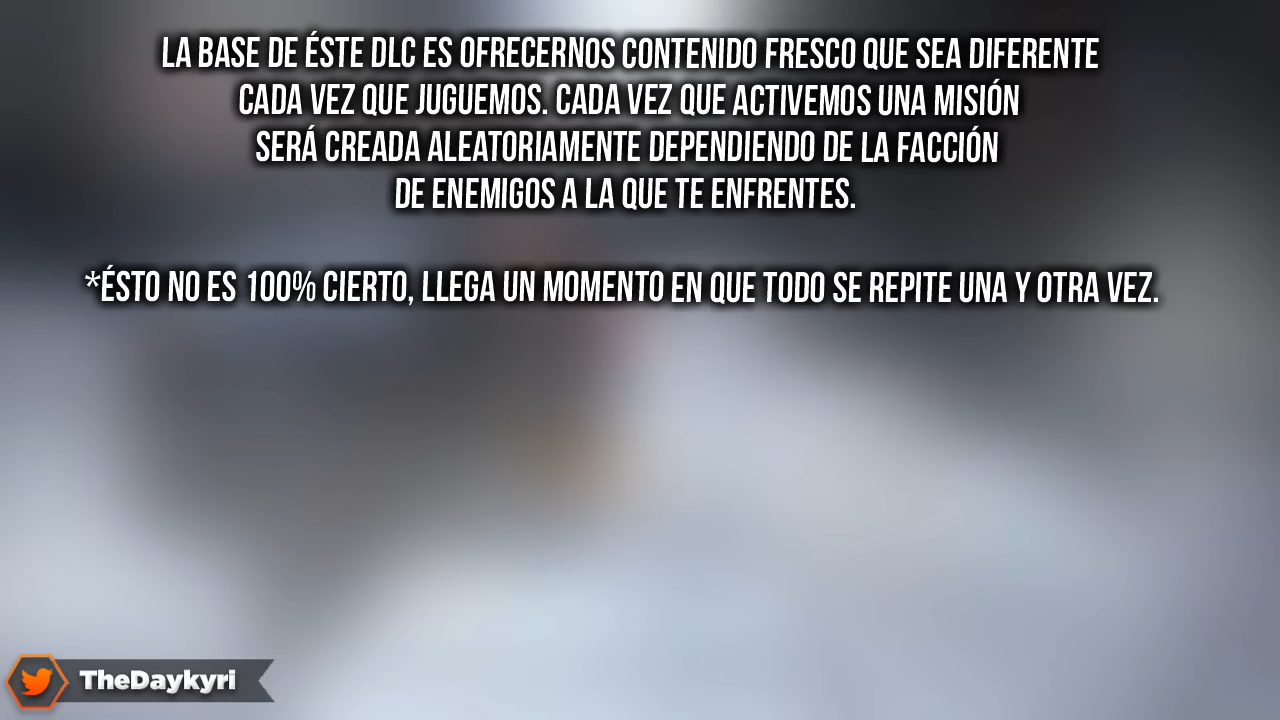 LA BASE DE ÉSTE DLC ES OFRECERNOS CONTENIDO FRESCO QUE SEA DIFERENTE
CADA VEZ QUE JUGUEMOS. CADA VEZ QUE ACTIVEMOS UNA MISIÓN
SERÁ CREADA ALEATORIAMENTE DEPENDIENDO DE LA FACCIÓN
DE ENEMIGOS A LA QUE TE ENFRENTES.
*ÉSTO NO ES 100% CIERTO, LLEGA UN MOMENTO EN QUE TODO SE REPITE UNA Y OTRA VEZ.
TheDaykyri